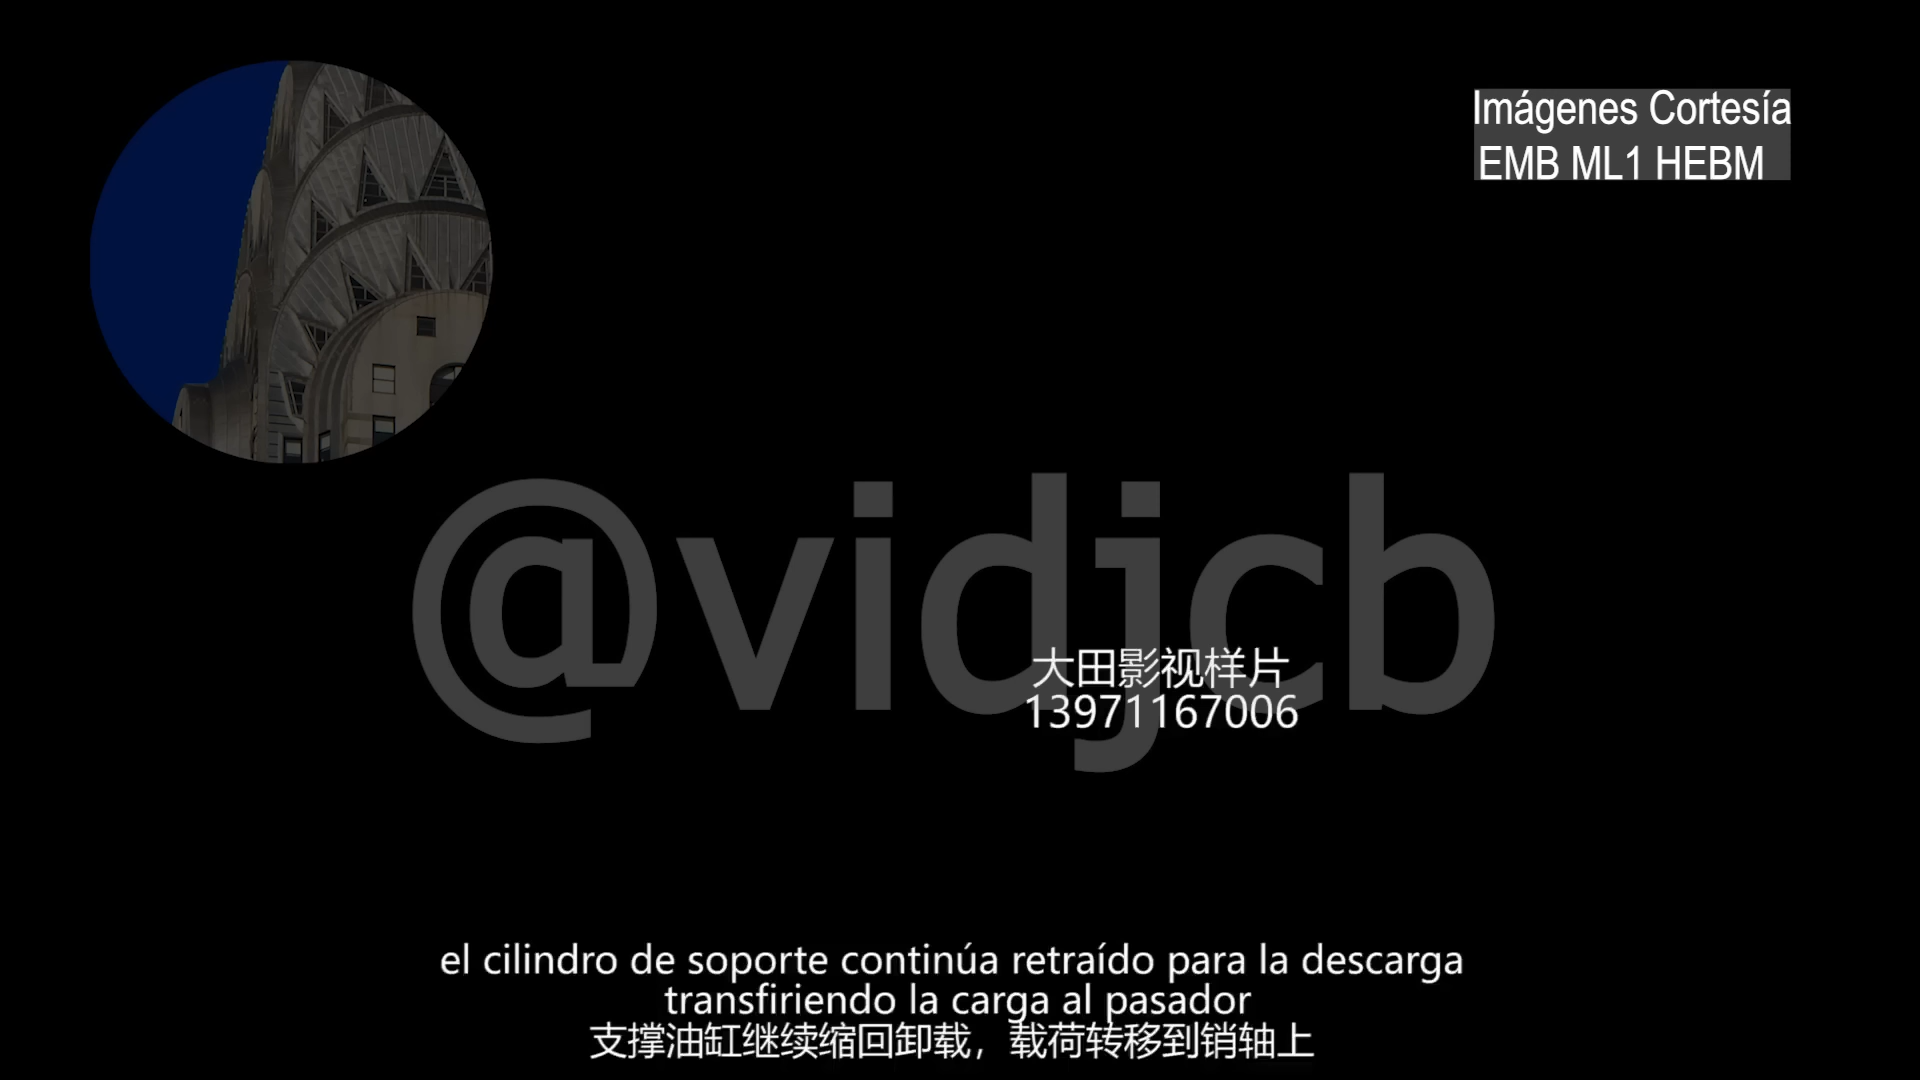 Imágenes Cortesía
EMB ML1 HEBM
@vidjcb
大田影视样片
13971167006
el cilindro de soporte continúa retraído para la descarga
transfiriendo la carga al pasador
支撑油缸继续缩回卸载，载荷转移到销轴上